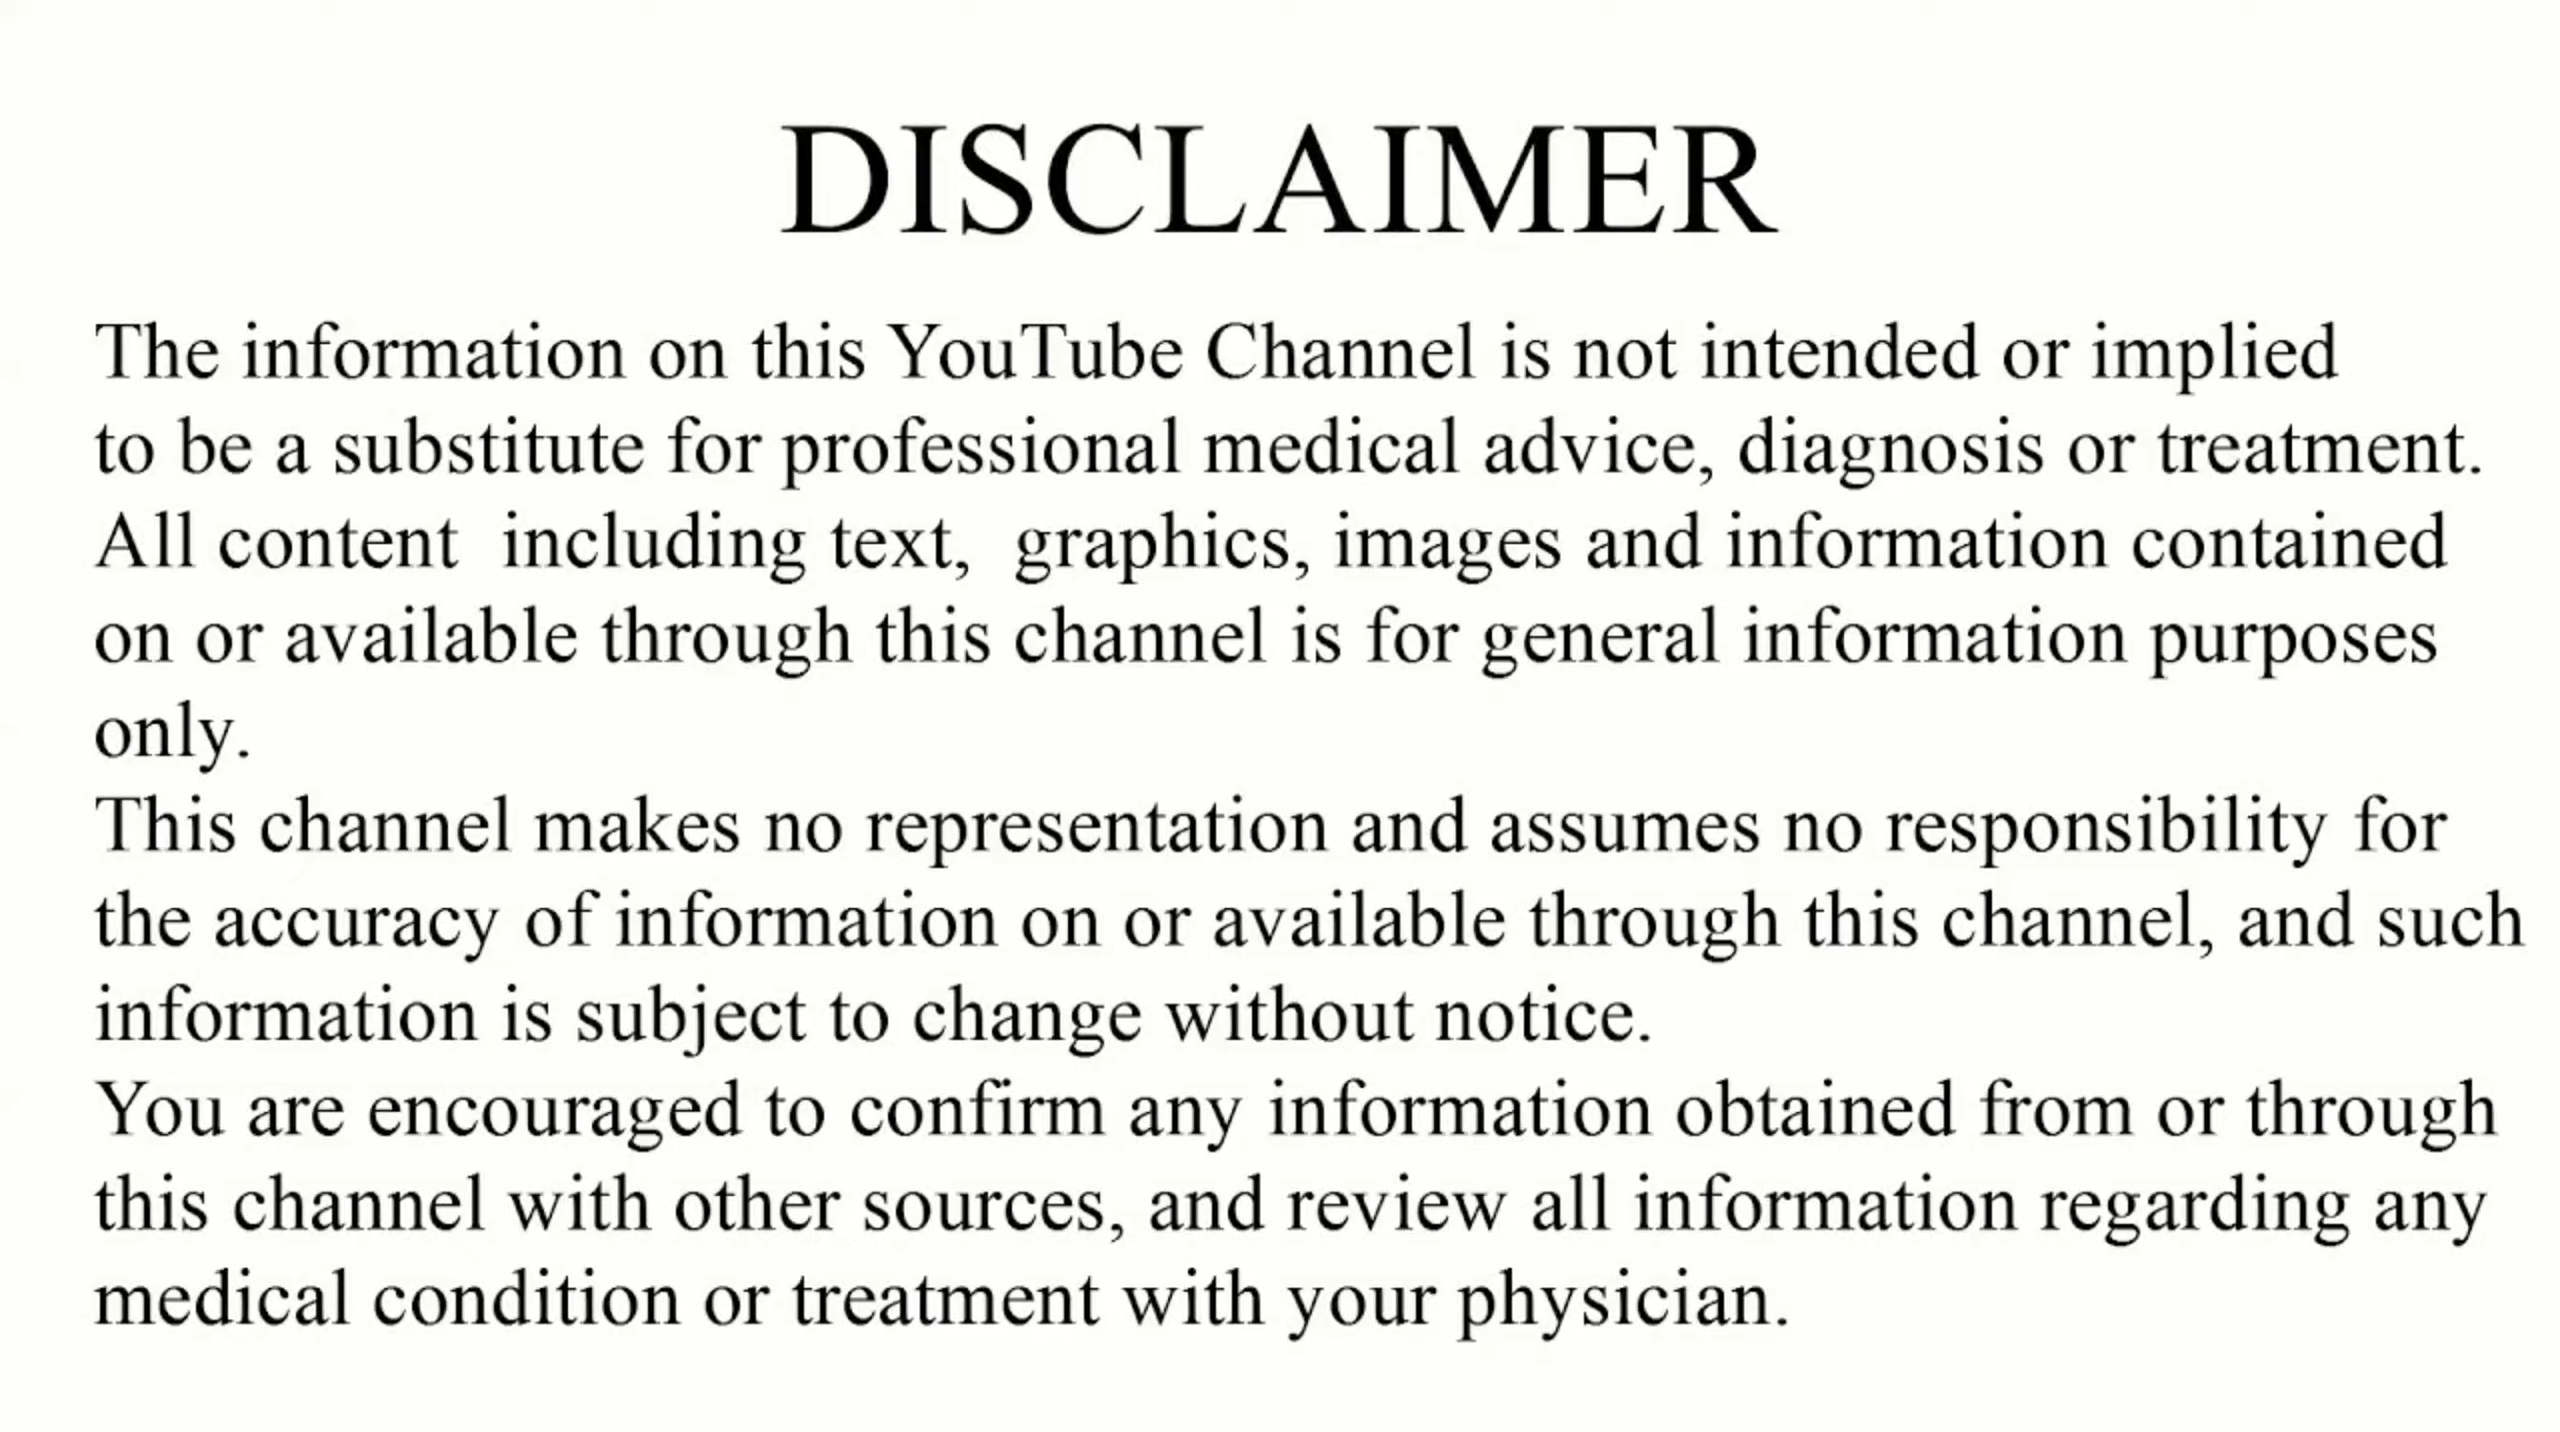 DISCLAIMER
The information on this YouTube Channel is not intended or implied
to be a substitute for professional medical advice, diagnosis or treatment.
All content  including text,  graphics, images and information contained
on or available through this channel is for general information purposes
only.
This channel makes no representation and assumes no responsibility for
the accuracy of information on or available through this channel, and such
information is subject to change without notice.
You are encouraged to confirm any information obtained from or through
this channel with other sources, and review all information regarding any
medical condition or treatment with your physician.